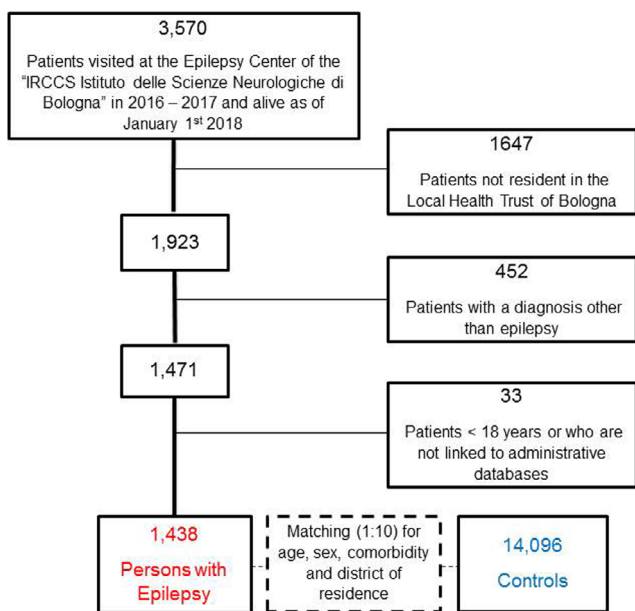 3,570
Patients visited at the Epilepsy Center of the
“IRCCS Istituto delle Scienze Neurologiche di
Bologna” in 2016 – 2017 and alive as of
January 1st 2018
1647
Patients not resident in the
Local Health Trust of Bologna
1,923
452
Patients with a diagnosis other
than epilepsy
1,471
33
Patients < 18 years or who are
not linked to administrative
databases
1,438
Persons with
Epilepsy
Matching (1:10) for
age, sex, comorbidity
and district of
residence
14,096
Controls